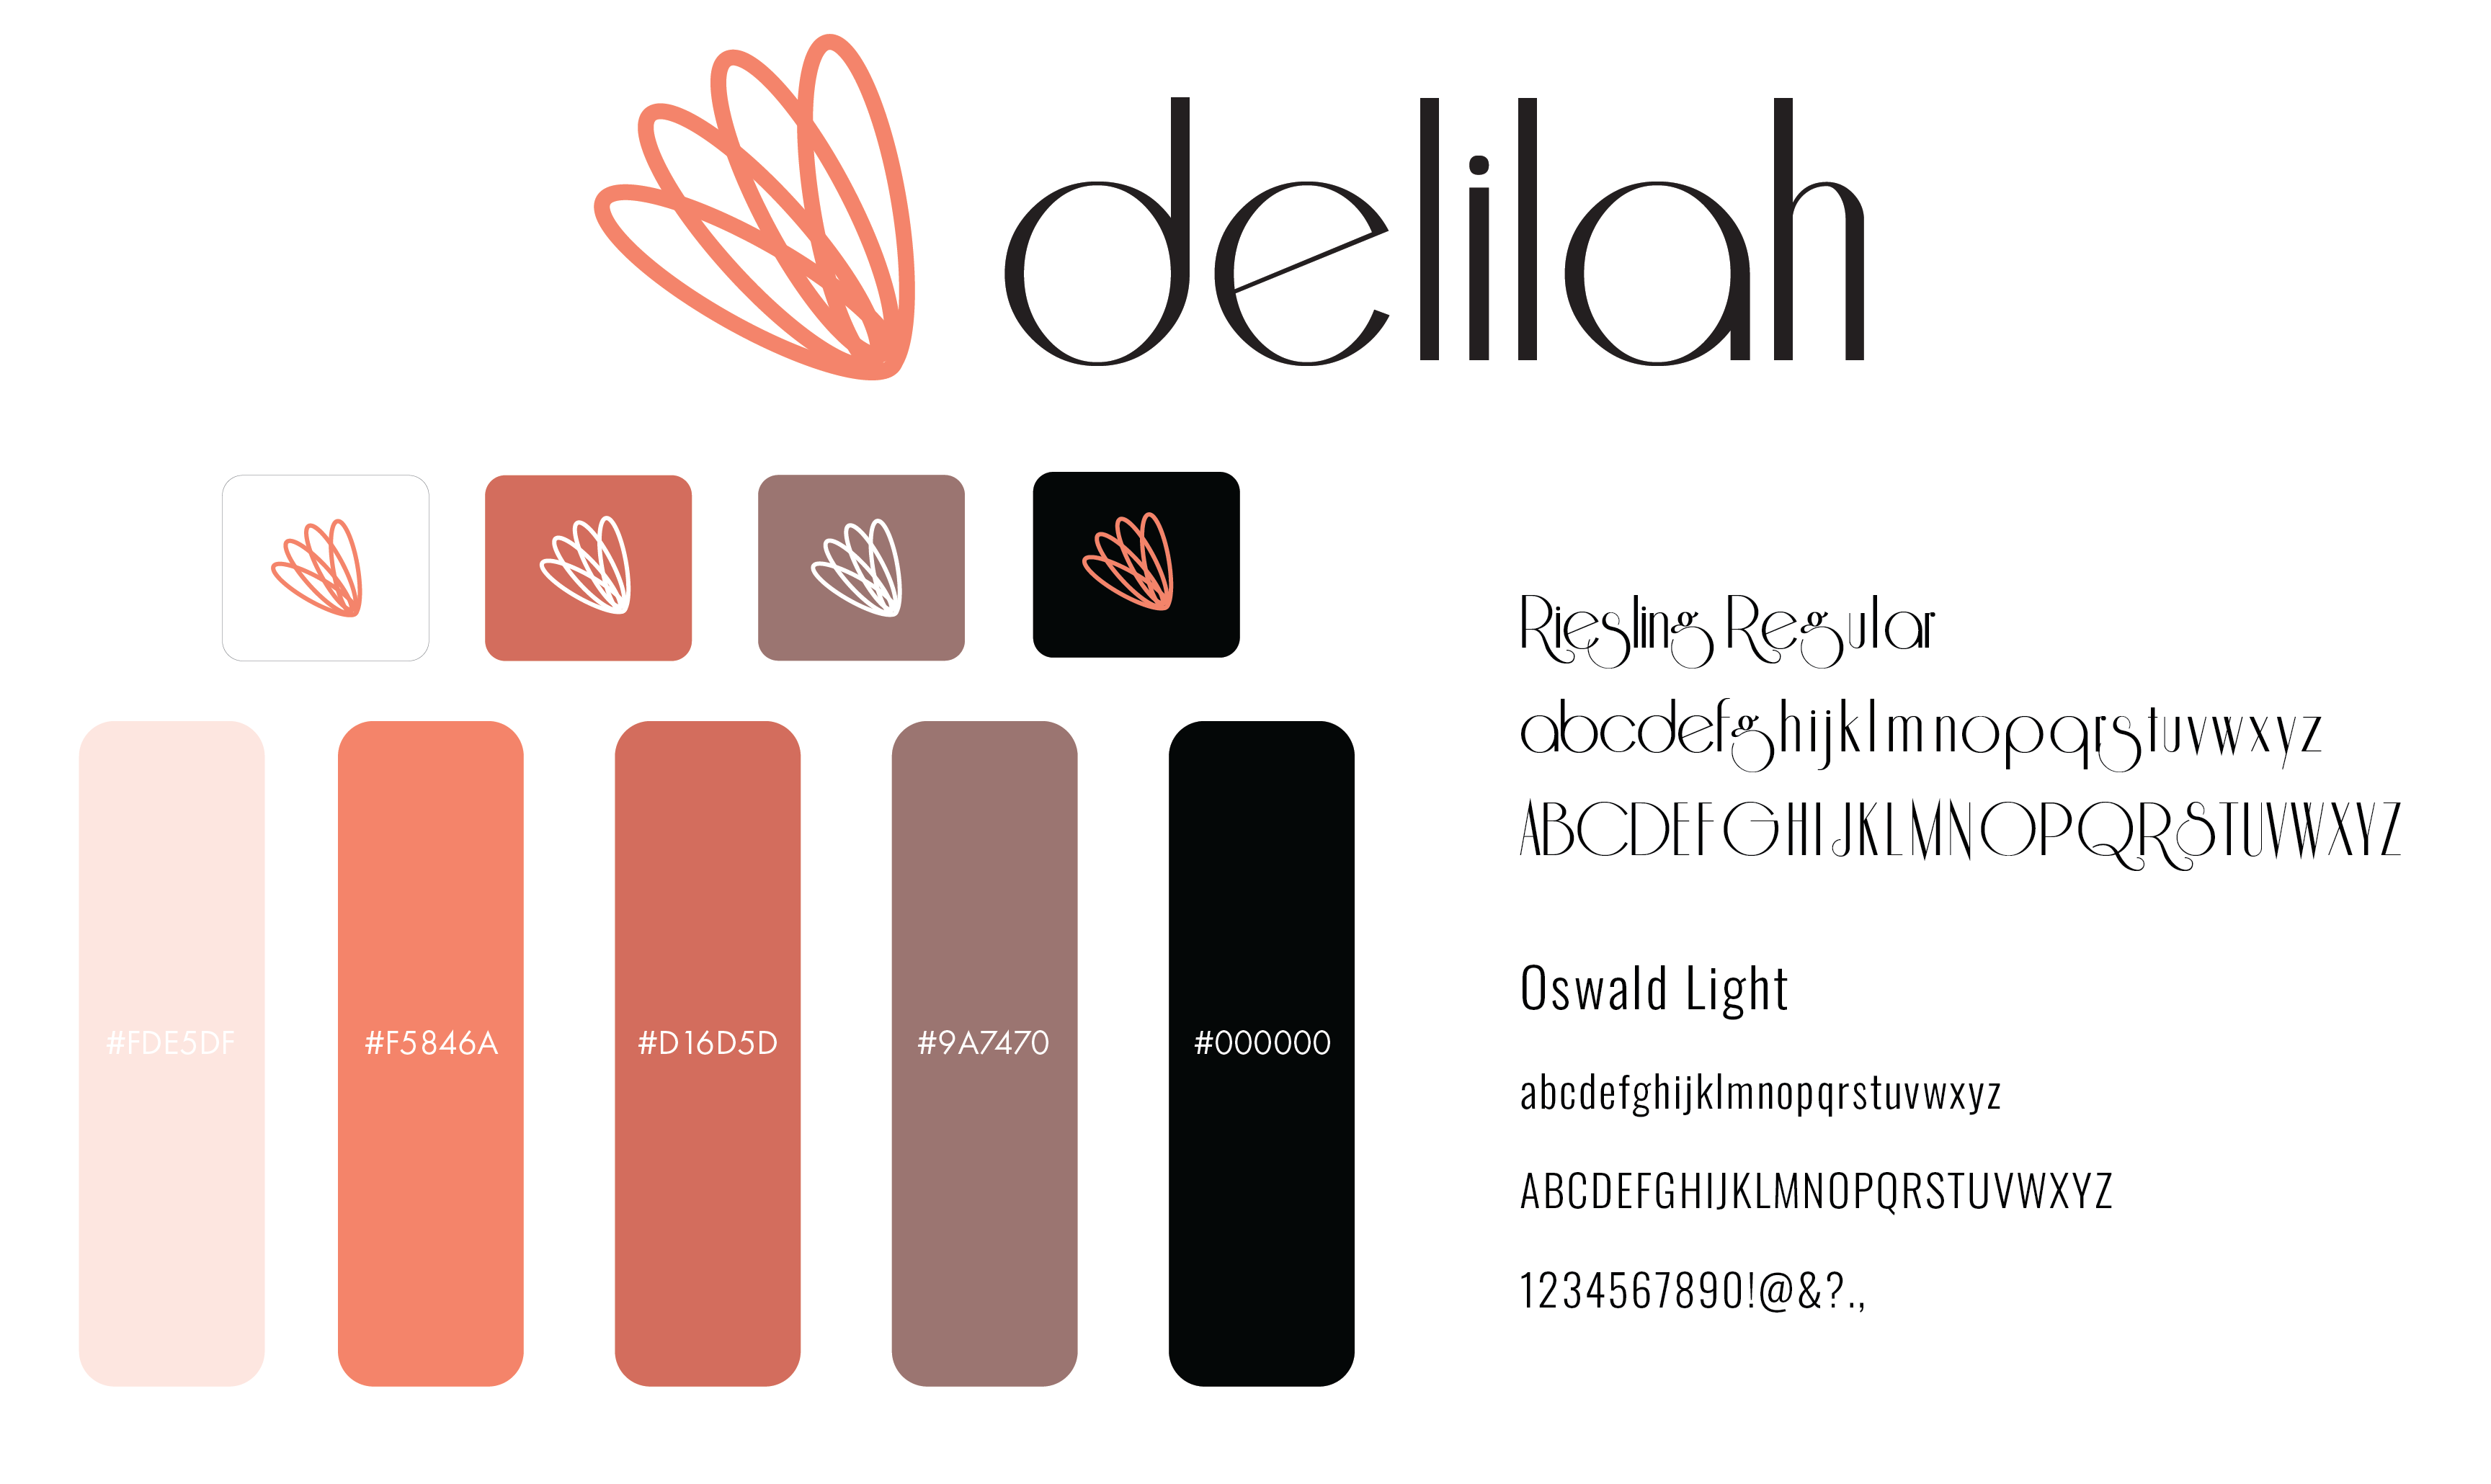 delilah
#FDE5DF
#F5846A
#D16D5D
#9A7470
#000000
Riesling Regular
abcdefghijklmnopqrstuvwxyz
ABCDEFGHIJKLMNOPQRSTUVWXYZ
Oswald Light
abcdefghijklmnopqrstuvwxyz
ABCDEFGHIJKLMNOPQRSTUVWXYZ
1234567890!@&?.,